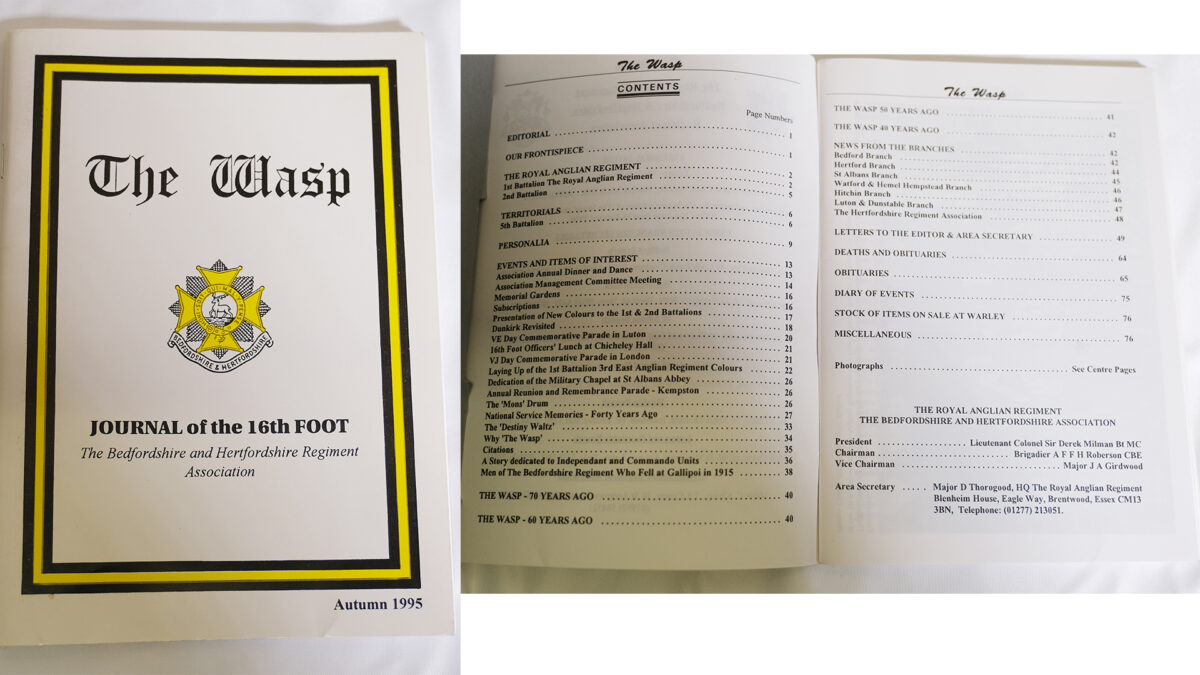 The Wasp
HONI·SOIT·QUI·MAL·Y·PENSE
BEDFORDSHIRE & HERTFORDSHIRE
JOURNAL of the 16th FOOT
The Bedfordshire and Hertfordshire Regiment
Association
Autumn 1995
The Wasp
CONTENTS
Page Numbers
EDITORIAL 1
OUR FRONTISPIECE 1
THE ROYAL ANGLIAN REGIMENT 2
1st Battalion The Royal Anglian Regiment 2
2nd Battalion 5
TERRITORIALS 6
5th Battalion 6
PERSONALIA 9
EVENTS AND ITEMS OF INTEREST 13
Association Annual Dinner and Dance 13
Association Management Committee Meeting 14
Memorial Gardens 16
Subscriptions 16
Presentation of New Colours to the 1st & 2nd Battalions 17
Dunkirk Revisited 18
VE Day Commemorative Parade in Luton 20
16th Foot Officers' Lunch at Chicheley Hall 21
VJ Day Commemorative Parade in London 21
Laying Up of the 1st Battalion 3rd East Anglian Regiment Colours 22
Dedication of the Military Chapel at St Albans Abbey 26
Annual Reunion and Remembrance Parade - Kempston 26
The 'Mons' Drum 26
National Service Memories - Forty Years Ago 27
The 'Destiny Waltz' 33
Why 'The Wasp' 34
Citations 35
A Story dedicated to Independant and Commando Units 36
Men of The Bedfordshire Regiment Who Fell at Gallipoi in 1915 38
THE WASP - 70 YEARS AGO 40
THE WASP - 60 YEARS AGO 40
The Wasp
THE WASP 50 YEARS AGO 41
THE WASP 40 YEARS AGO 42
NEWS FROM THE BRANCHES 42
Bedford Branch 42
Hertford Branch 44
St Albans Branch 45
Watford & Hemel Hempstead Branch 46
Hitchin Branch 46
Luton & Dunstable Branch 47
The Hertfordshire Regiment Association 48
LETTERS TO THE EDITOR & AREA SECRETARY 49
DEATHS AND OBITUARIES 64
OBITUARIES 65
DIARY OF EVENTS 75
STOCK OF ITEMS ON SALE AT WARLEY 76
MISCELLANEOUS 76
Photographs See Centre Pages
THE ROYAL ANGLIAN REGIMENT
THE BEDFORDSHIRE AND HERTFORDSHIRE ASSOCIATION
President Lieutenant Colonel Sir Derek Milman Bt MC
Chairman Brigadier A F F H Roberson CBE
Vice Chairman Major J A Girdwood
Area Secretary Major D Thorogood, HQ The Royal Anglian Regiment
Blenheim House, Eagle Way, Brentwood, Essex CM13
3BN, Telephone: (01277) 213051.